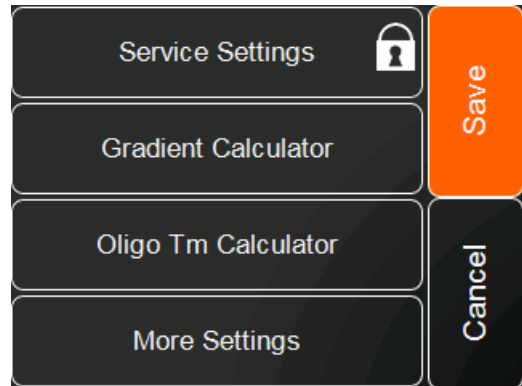 Service Settings
Gradient Calculator
Oligo Tm Calculator
More Settings
Save
Cancel